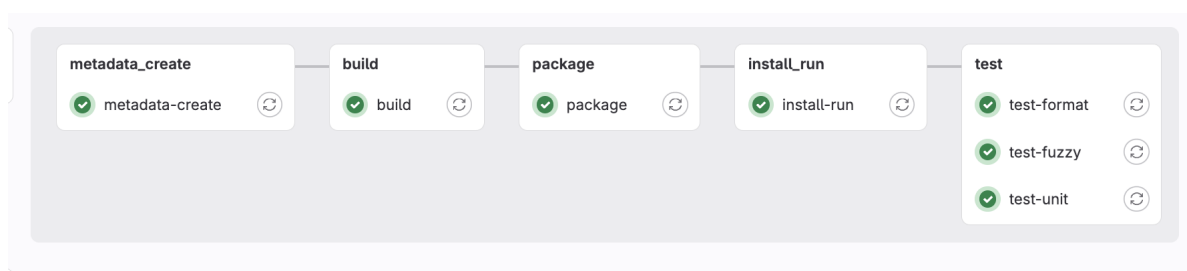 metadata_create
metadata-create
build
build
package
package
install_run
install-run
test
test-format
test-fuzzy
test-unit